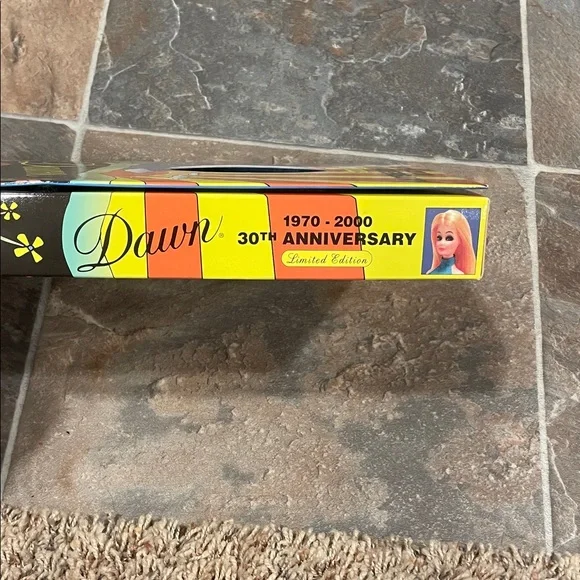 Dawn®
1970 - 2000
30TH ANNIVERSARY
Limited Edition